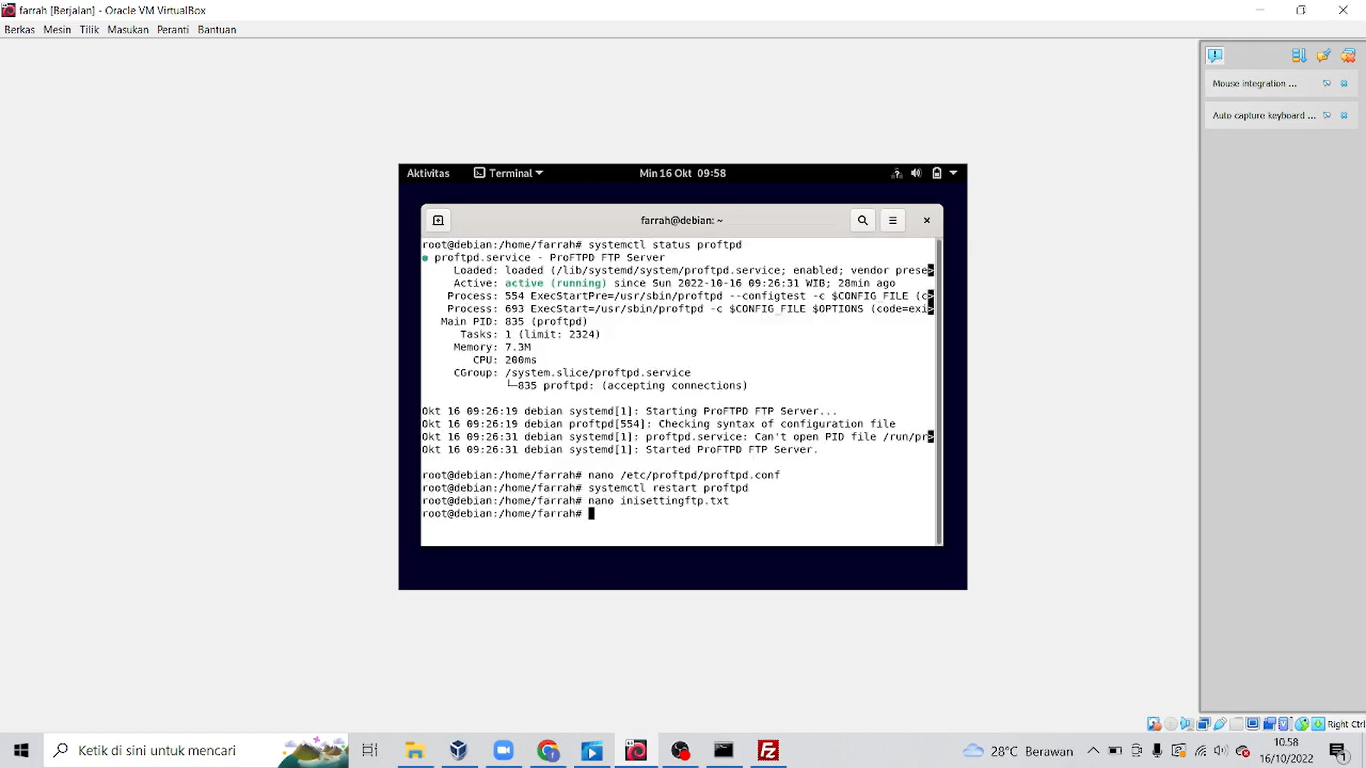 farrah [Berjalan] - Oracle VM VirtualBox
Berkas Mesin Tilik Masukan Peranti Bantuan
Mouse integration ...
Auto capture keyboard ...
Aktivitas Terminal Min 16 Okt 09:58
farrah@debian: ~
root@debian:/home/farrah# systemctl status proftpd
● proftpd.service - ProFTPD FTP Server
Loaded: loaded (/lib/systemd/system/proftpd.service; enabled; vendor prese>
Active: active (running) since Sun 2022-10-16 09:26:31 WIB; 28min ago
Process: 554 ExecStartPre=/usr/sbin/proftpd --configtest -c $CONFIG_FILE (c>
Process: 693 ExecStart=/usr/sbin/proftpd -c $CONFIG_FILE $OPTIONS (code=exi>
Main PID: 835 (proftpd)
Tasks: 1 (limit: 2324)
Memory: 7.3M
CPU: 200ms
CGroup: /system.slice/proftpd.service
└─835 proftpd: (accepting connections)
Okt 16 09:26:19 debian systemd[1]: Starting ProFTPD FTP Server...
Okt 16 09:26:19 debian proftpd[554]: Checking syntax of configuration file
Okt 16 09:26:31 debian systemd[1]: proftpd.service: Can't open PID file /run/pr>
Okt 16 09:26:31 debian systemd[1]: Started ProFTPD FTP Server.
root@debian:/home/farrah# nano /etc/proftpd/proftpd.conf
root@debian:/home/farrah# systemctl restart proftpd
root@debian:/home/farrah# nano inisettingftp.txt
root@debian:/home/farrah#
Right Ctrl
Ketik di sini untuk mencari
28°C Berawan
10.58
16/10/2022
1